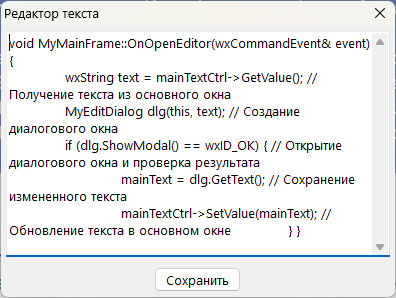 Редактор текста
void MyMainFrame::OnOpenEditor(wxCommandEvent& event)
{
wxString text = mainTextCtrl->GetValue(); //
Получение текста из основного окна
MyEditDialog dlg(this, text); // Создание
диалогового окна
if (dlg.ShowModal() == wxID_OK) { // Открытие
диалогового окна и проверка результата
mainText = dlg.GetText(); // Сохранение
измененного текста
mainTextCtrl->SetValue(mainText); //
Обновление текста в основном окне } }
Сохранить